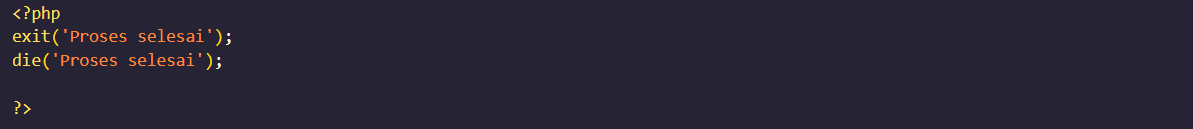 <?php
exit('Proses selesai');
die('Proses selesai');
?>